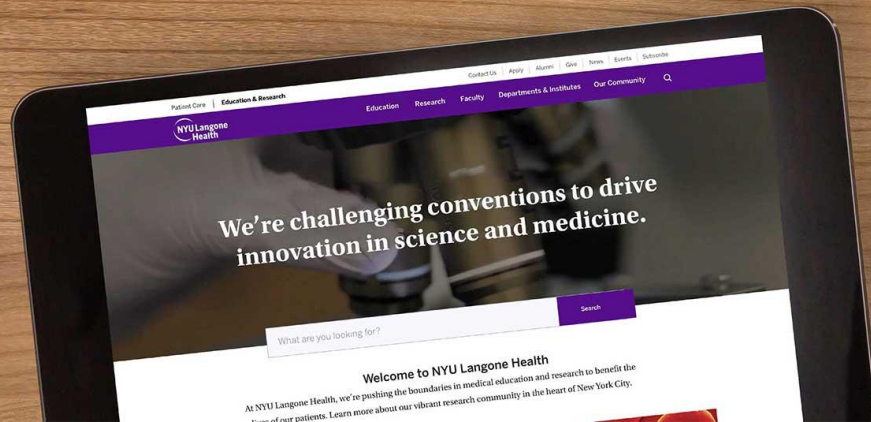 Contact Us | Apply | Alumni | Give | News | Events | Subscribe
Patient Care | Education & Research
Education Research Faculty Departments & Institutes Our Community
NYU Langone
Health
We're challenging conventions to drive
innovation in science and medicine.
What are you looking for?
Search
Welcome to NYU Langone Health
At NYU Langone Health, we're pushing the boundaries in medical education and research to benefit the
of our patients. Learn more about our vibrant research community in the heart of New York City.